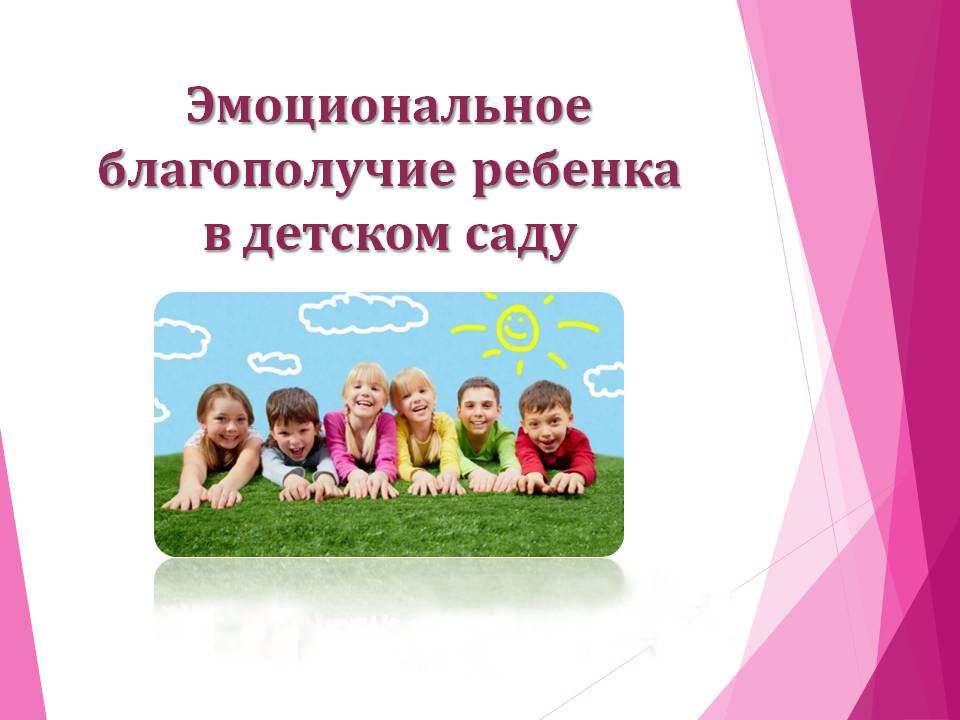 Эмоциональное
благополучие ребенка
в детском саду